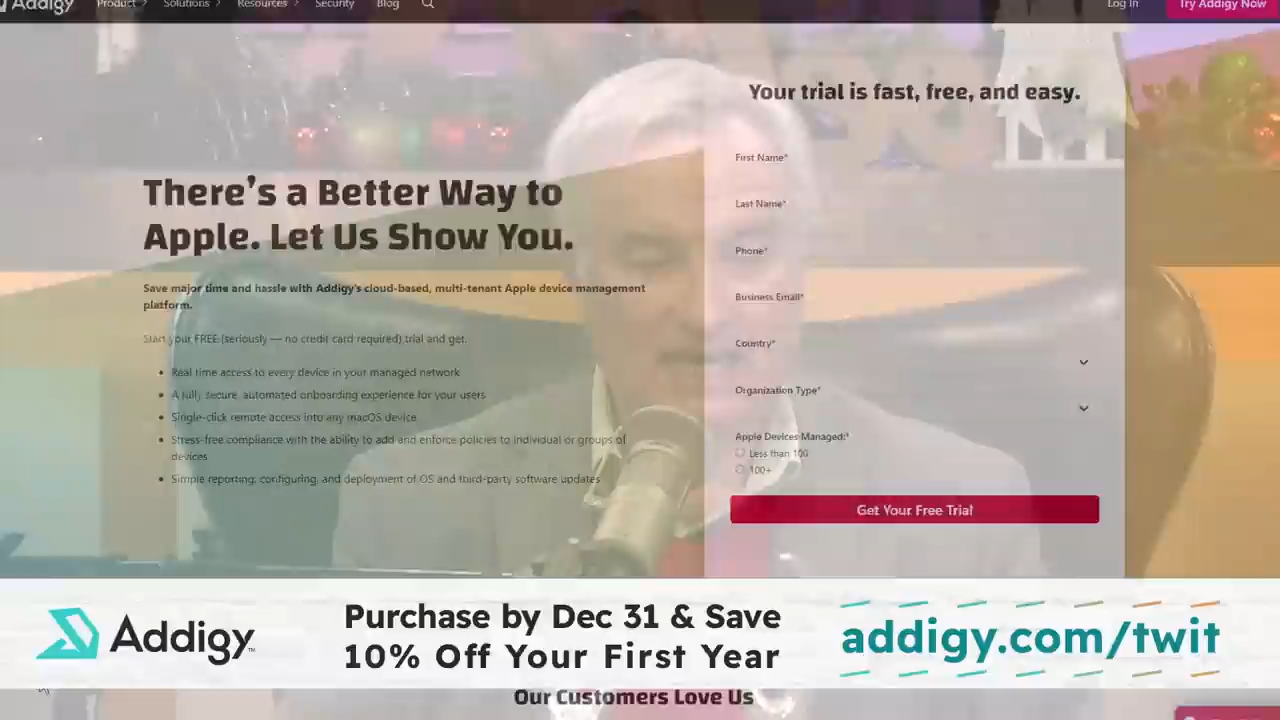 Addigy
Product
Solutions
Resources
Security
Blog
Log In
Try Addigy Now
There's a Better Way to
Apple. Let Us Show You.
Save major time and hassle with Addigy's cloud-based, multi-tenant Apple device management
platform.
Start your FREE (seriously — no credit card required) trial and get:
Real time access to every device in your managed network
A fully secure, automated onboarding experience for your users
Single-click remote access into any macOS device
Stress-free compliance with the ability to add and enforce policies to individual or groups of
devices
Simple reporting, configuring, and deployment of OS and third-party software updates
Your trial is fast, free, and easy.
First Name*
Last Name*
Phone*
Business Email*
Country*
Organization Type*
Apple Devices Managed:*
Less than 100
100+
Get Your Free Trial
Addigy™
Purchase by Dec 31 & Save
10% Off Your First Year
addigy.com/twit
Our Customers Love Us